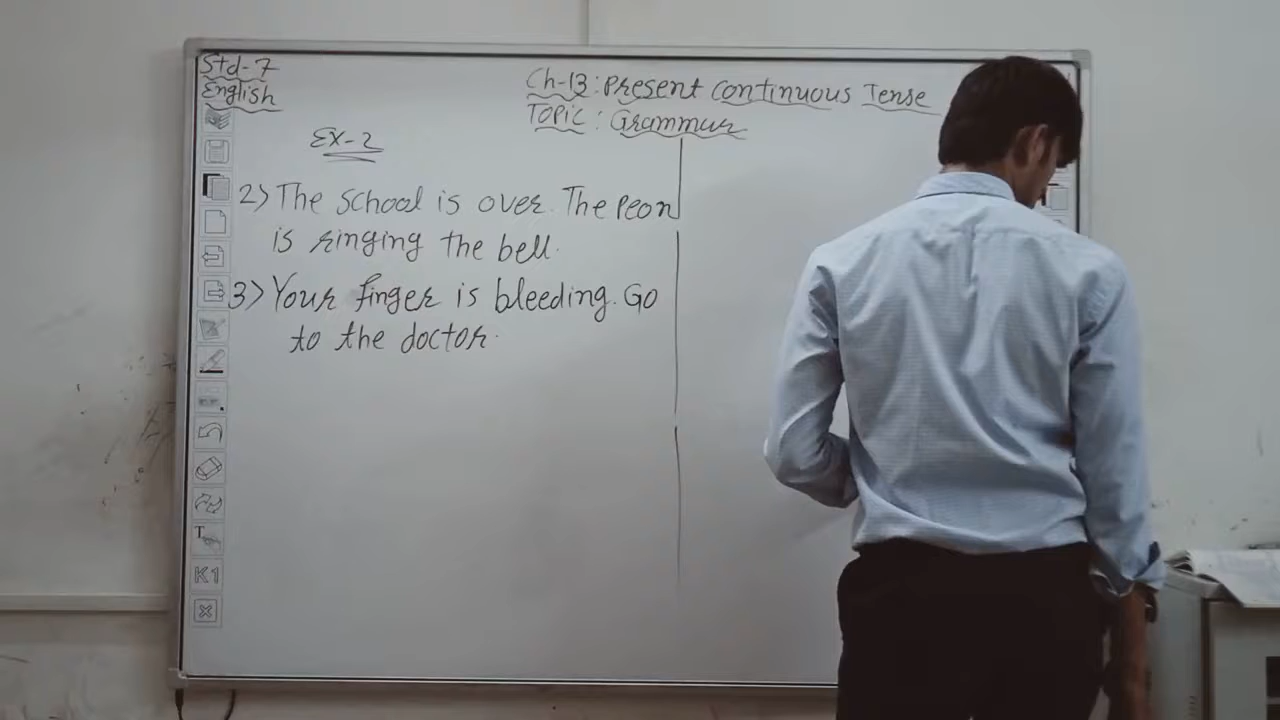 Std-7
English
Ch-13: Present Continuous Tense
Topic: Grammur
Ex-2
2) The school is over. The peon
is ringing the bell.
3) Your finger is bleeding. Go
to the doctor.
T
K1